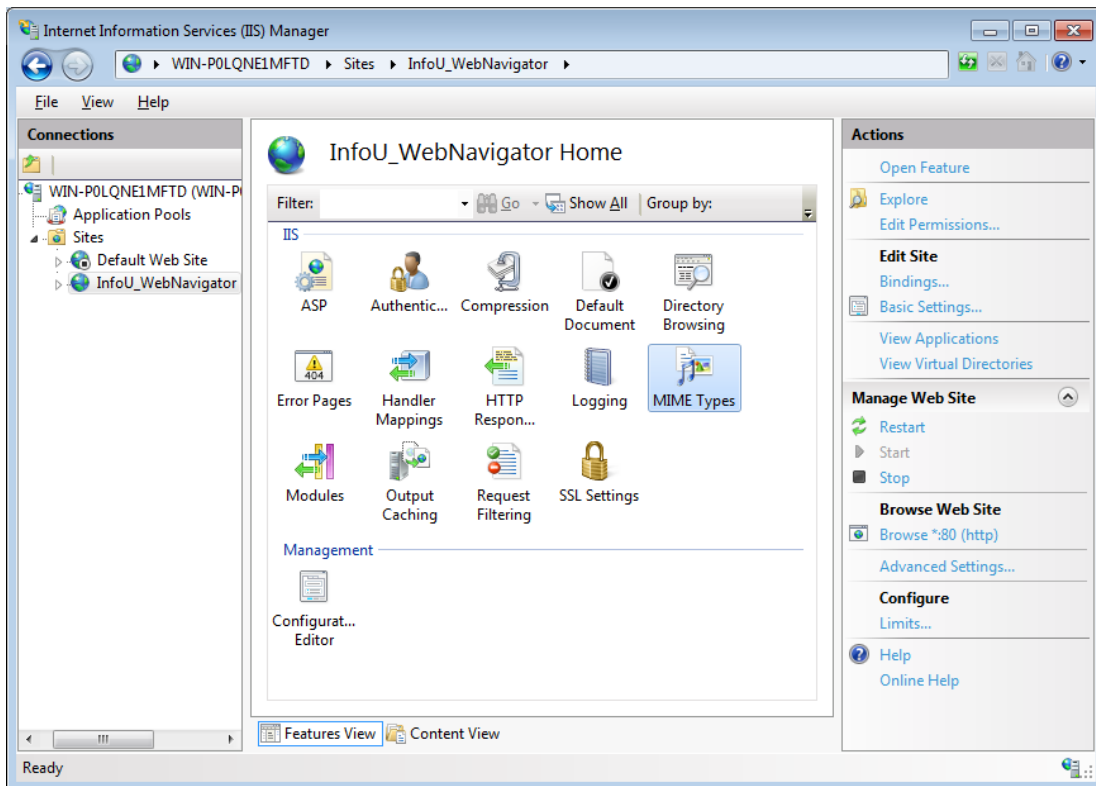 Internet Information Services (IIS) Manager
WIN-P0LQNE1MFTD Sites InfoU_WebNavigator
File View Help
Connections
WIN-P0LQNE1MFTD (WIN-P
Application Pools
Sites
Default Web Site
InfoU_WebNavigator
InfoU_WebNavigator Home
Filter: Go Show All Group by:
IIS
ASP Authentic... Compression Default Document Directory Browsing
Error Pages Handler Mappings HTTP Respon... Logging MIME Types
Modules Output Caching Request Filtering SSL Settings
Management
Configurat... Editor
Features View Content View
Actions
Open Feature
Explore
Edit Permissions...
Edit Site
Bindings...
Basic Settings...
View Applications
View Virtual Directories
Manage Web Site
Restart
Start
Stop
Browse Web Site
Browse *:80 (http)
Advanced Settings...
Configure
Limits...
Help
Online Help
Ready